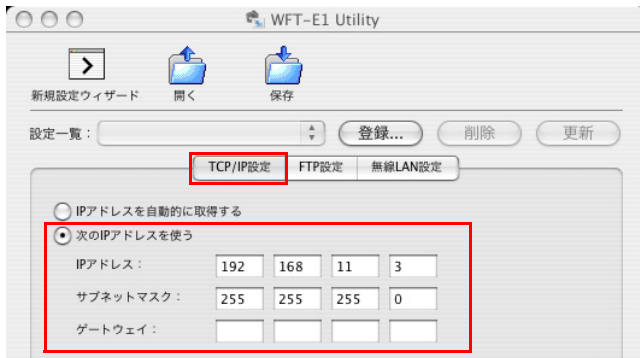 WFT-E1 Utility
新規設定ウィザード 開く 保存
設定一覧： 登録... 削除 更新
TCP/IP設定 FTP設定 無線LAN設定
IPアドレスを自動的に取得する
次のIPアドレスを使う
IPアドレス： 192 168 11 3
サブネットマスク： 255 255 255 0
ゲートウェイ：